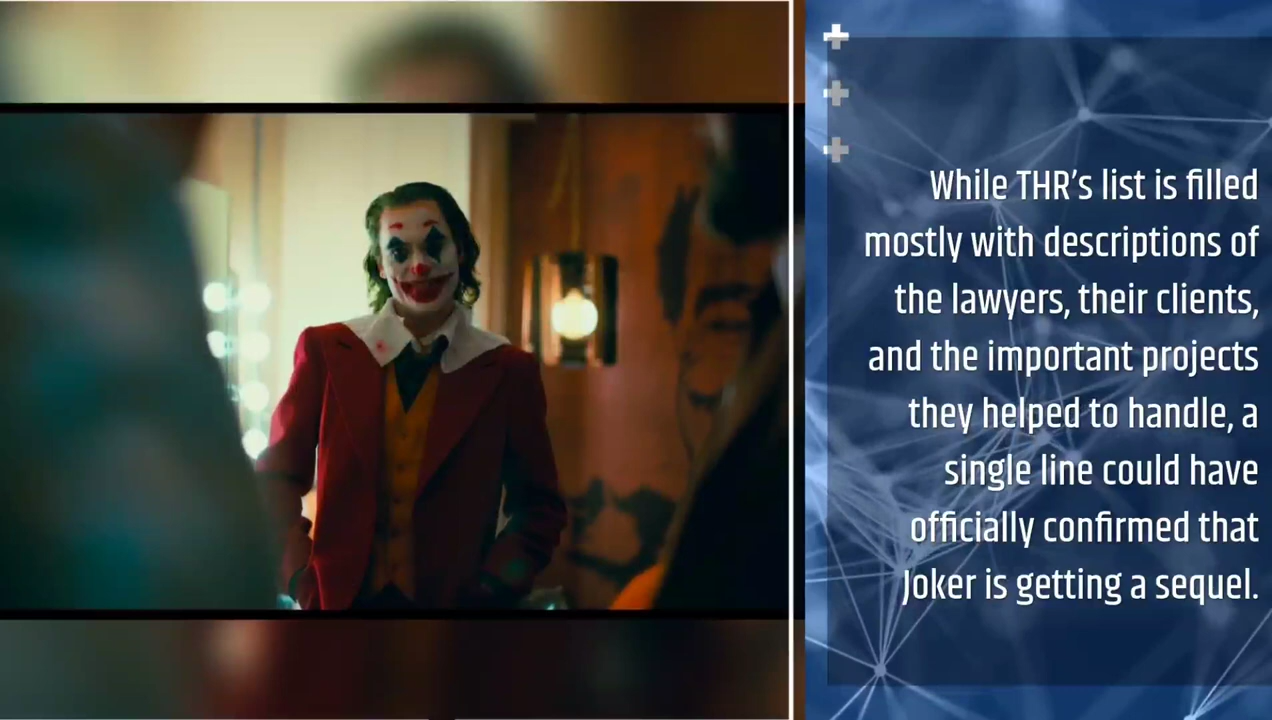 While THR’s list is filled
mostly with descriptions of
the lawyers, their clients,
and the important projects
they helped to handle, a
single line could have
officially confirmed that
Joker is getting a sequel.